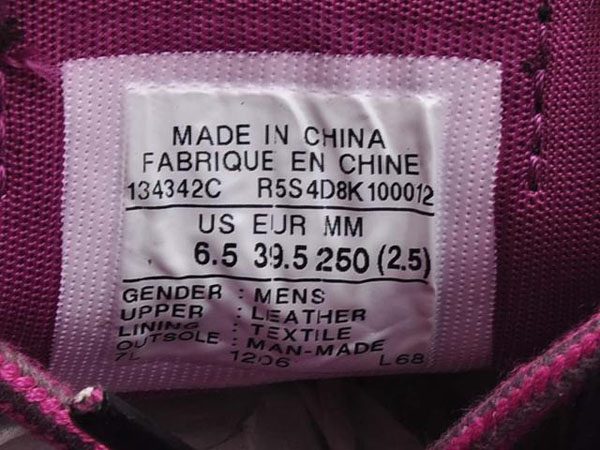 MADE IN CHINA
FABRIQUE EN CHINE
134342C R5S4D8K100012
US EUR MM
6.5 39.5 250 (2.5)
GENDER : MENS
UPPER : LEATHER
LINING : TEXTILE
OUTSOLE : MAN-MADE
7L 1206 L68